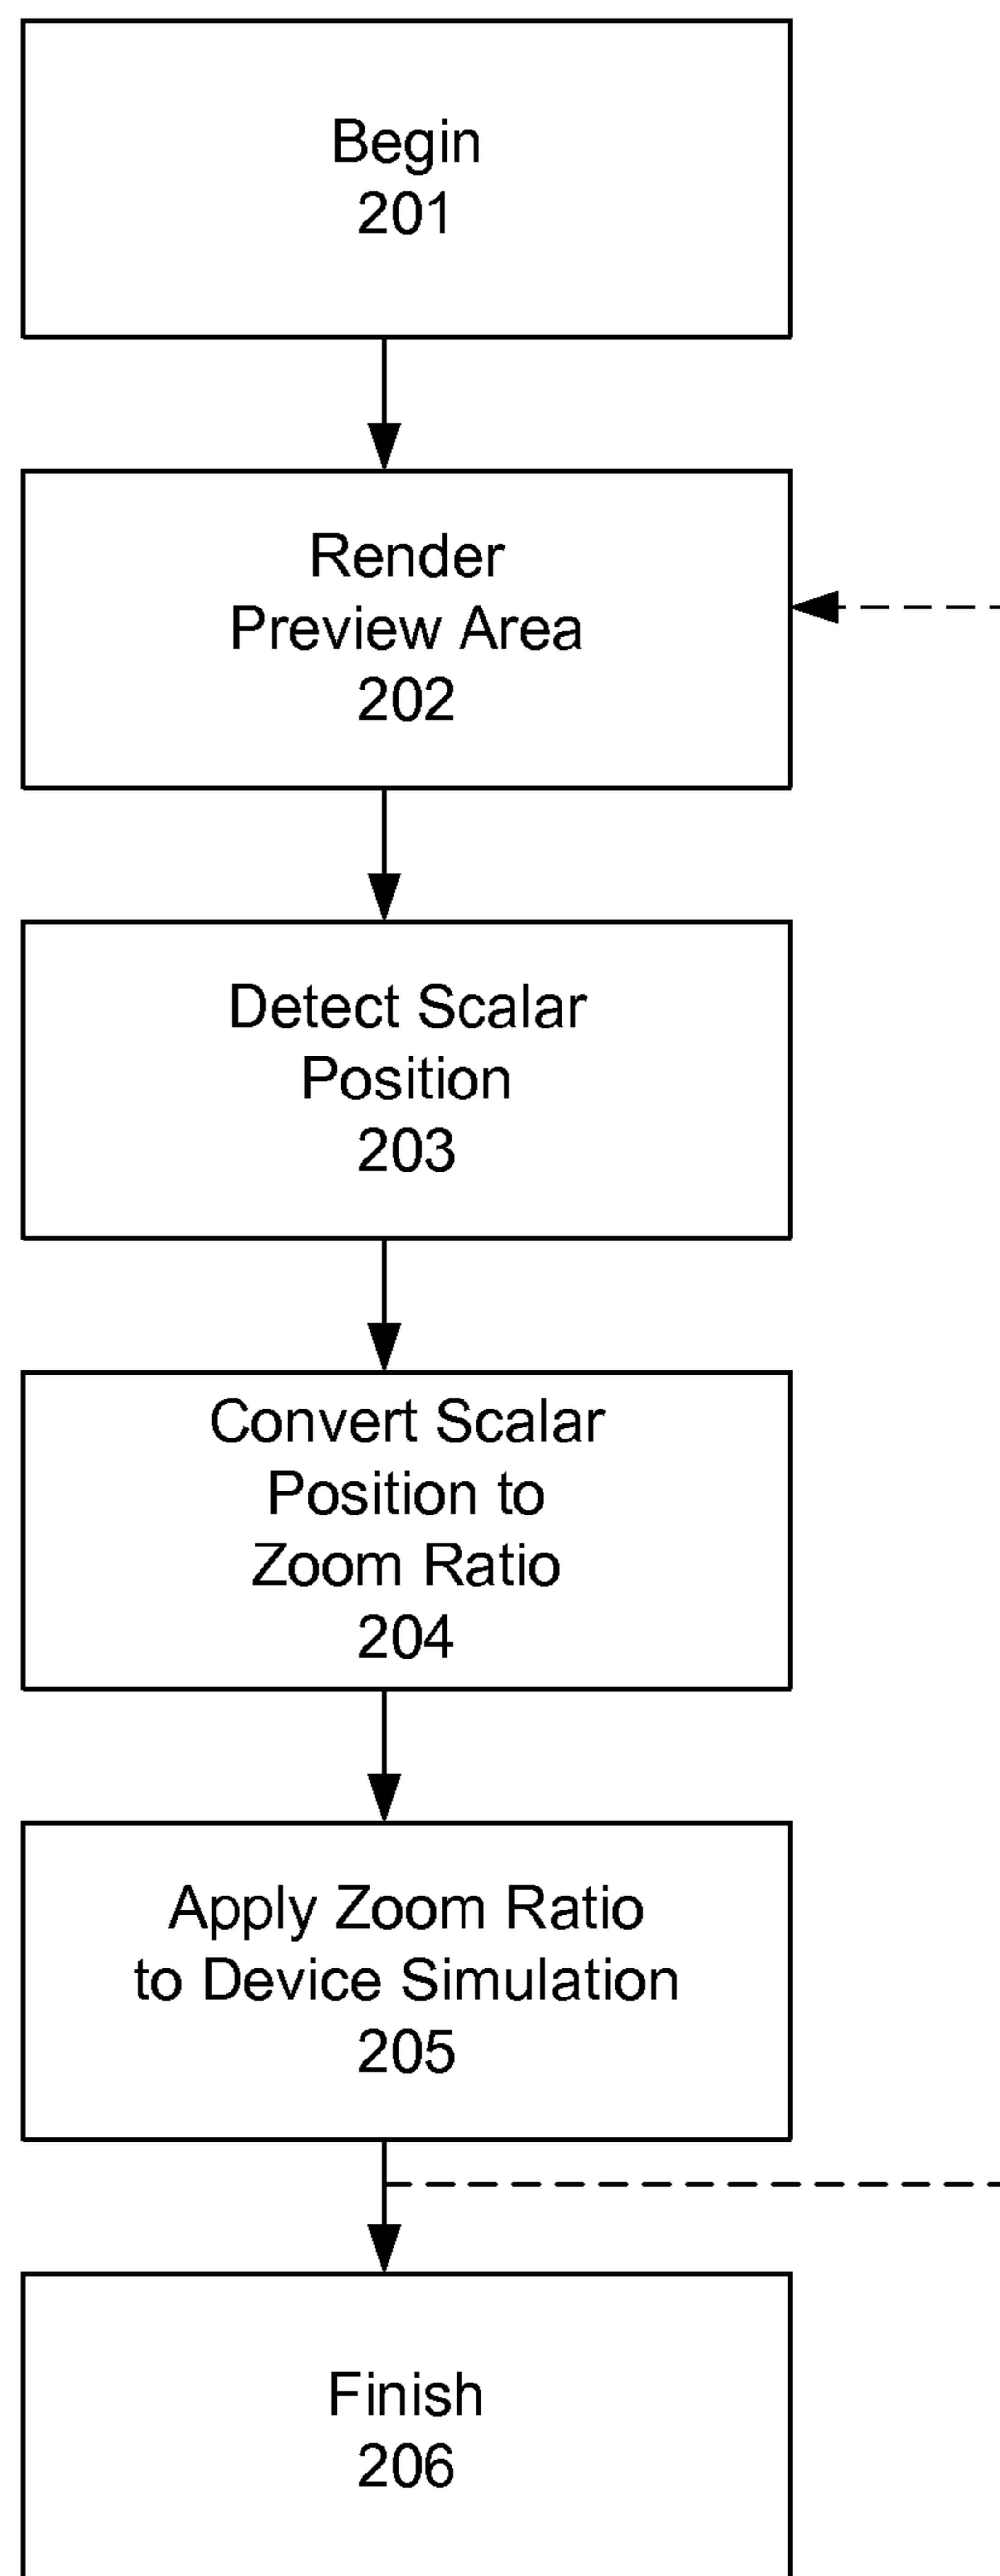 Begin
201
Render
Preview Area
202
Detect Scalar
Position
203
Convert Scalar
Position to
Zoom Ratio
204
Apply Zoom Ratio
to Device Simulation
205
Finish
206